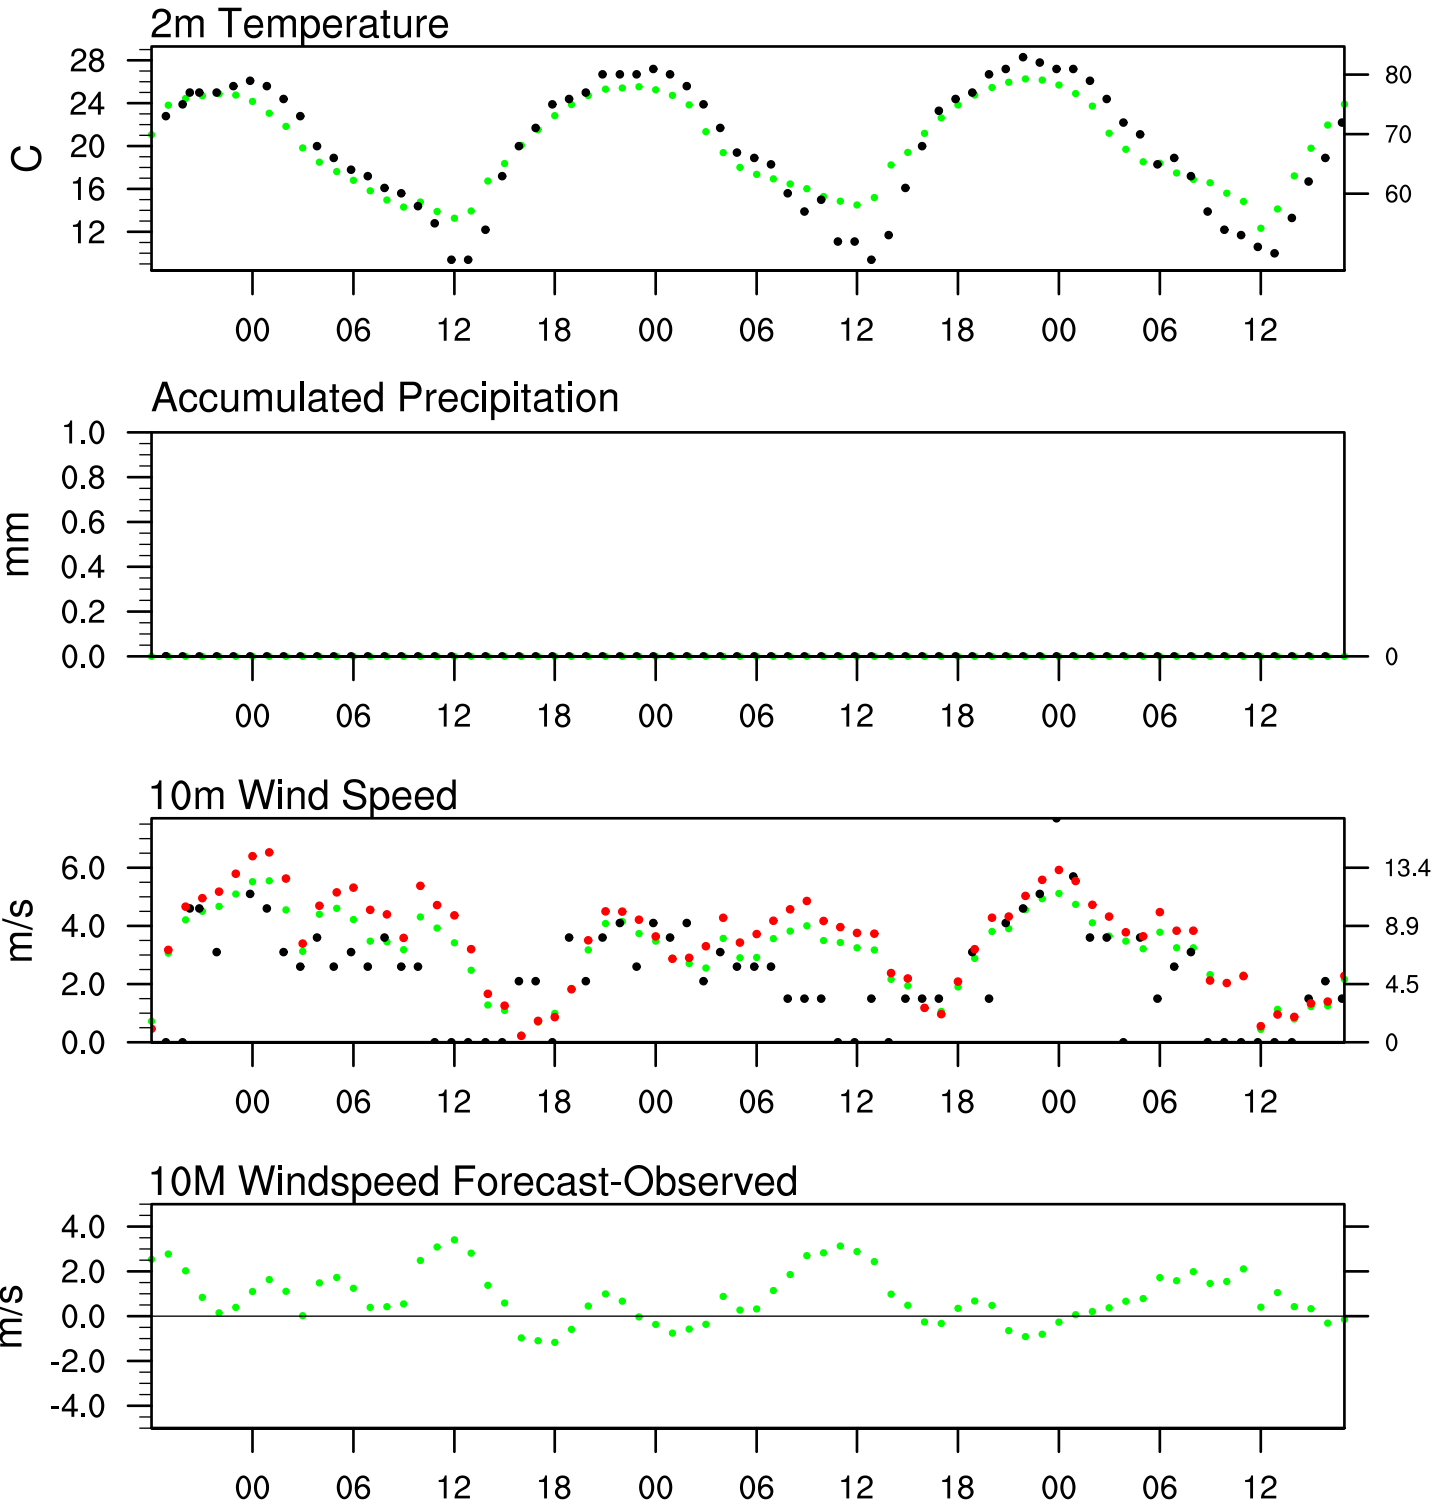 2m Temperature
28
24
20
16
12
C
80
70
60
00 06 12 18 00 06 12 18 00 06 12
Accumulated Precipitation
1.0
0.8
0.6
0.4
0.2
0.0
mm
0
00 06 12 18 00 06 12 18 00 06 12
10m Wind Speed
6.0
4.0
2.0
0.0
m/s
13.4
8.9
4.5
0
00 06 12 18 00 06 12 18 00 06 12
10M Windspeed Forecast-Observed
4.0
2.0
0.0
-2.0
-4.0
m/s
00 06 12 18 00 06 12 18 00 06 12